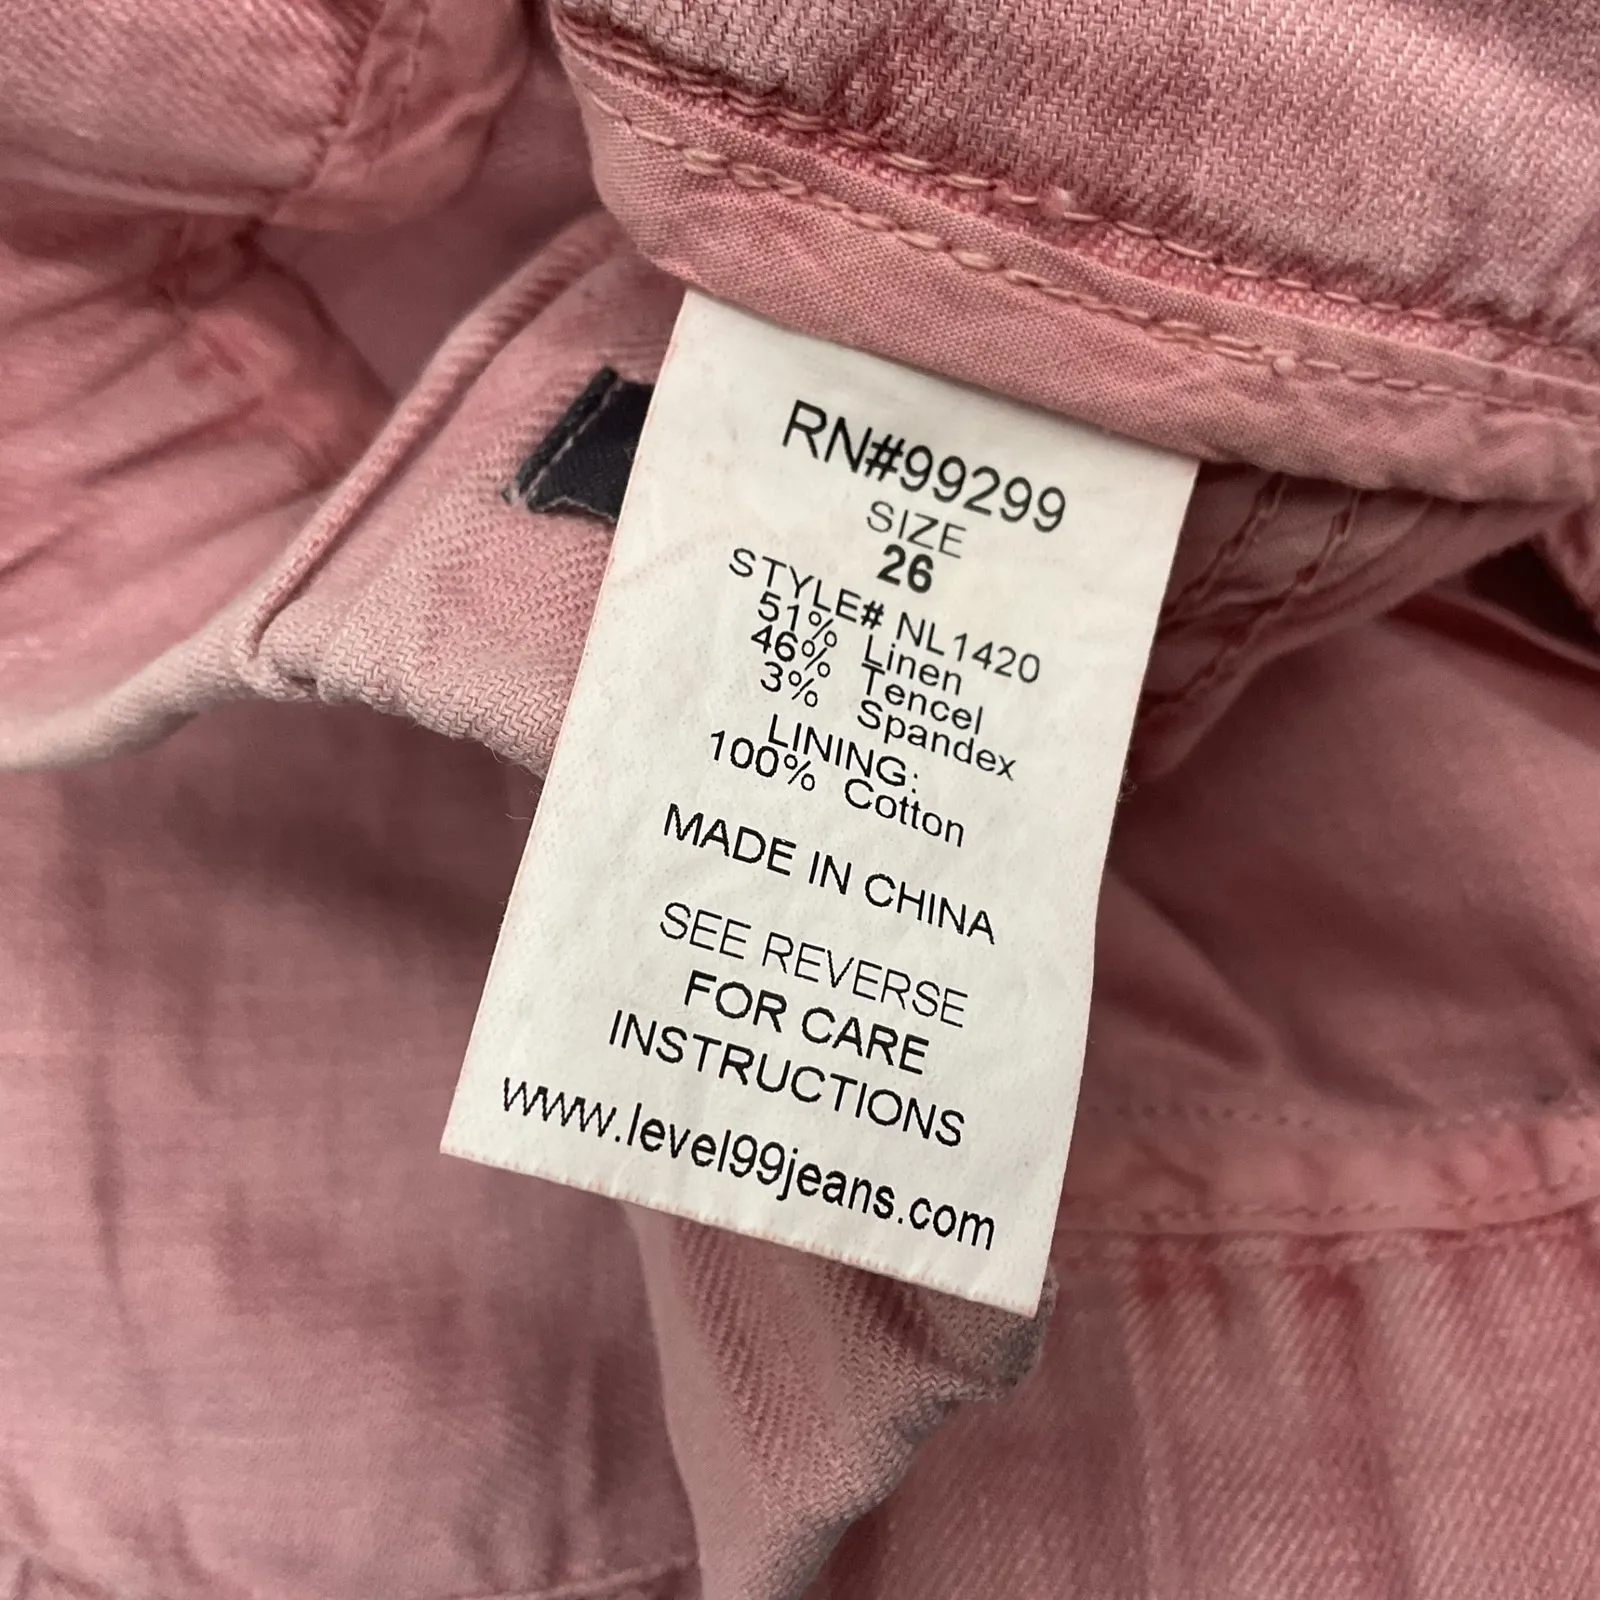 RN#99299
SIZE
26
STYLE# NL1420
51% Linen
46% Tencel
3% Spandex
LINING:
100% Cotton
MADE IN CHINA
SEE REVERSE
FOR CARE
INSTRUCTIONS
www.level99jeans.com